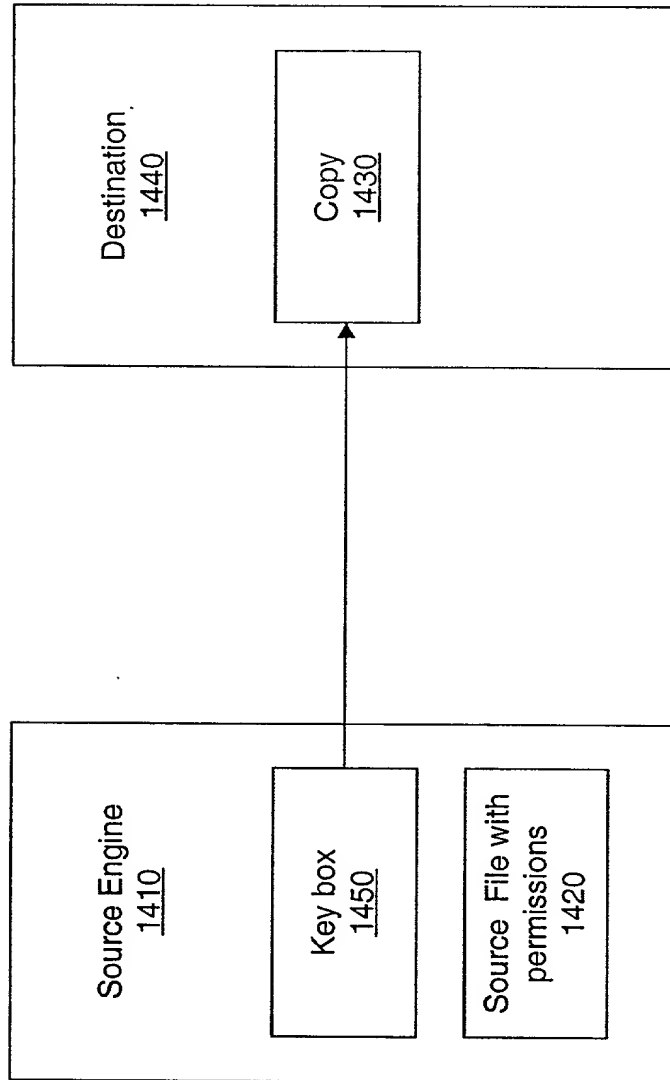 Source Engine
1410
Key box
1450
Source File with
permissions
1420
Destination
1440
Copy
1430